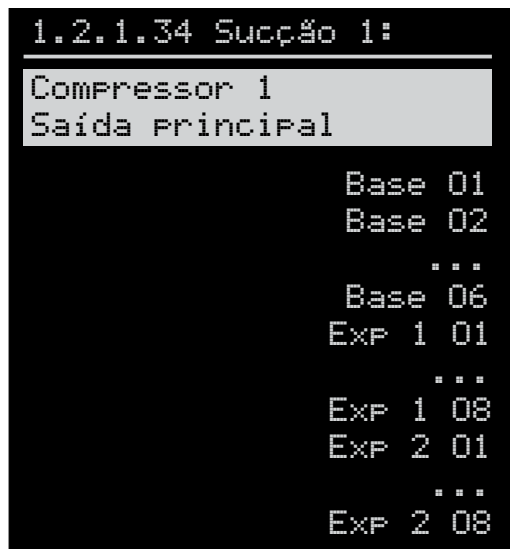 1.2.1.34 Sucção 1:
Compressor 1
Saída principal
Base 01
Base 02
...
Base 06
Exp 1 01
...
Exp 1 08
Exp 2 01
...
Exp 2 08